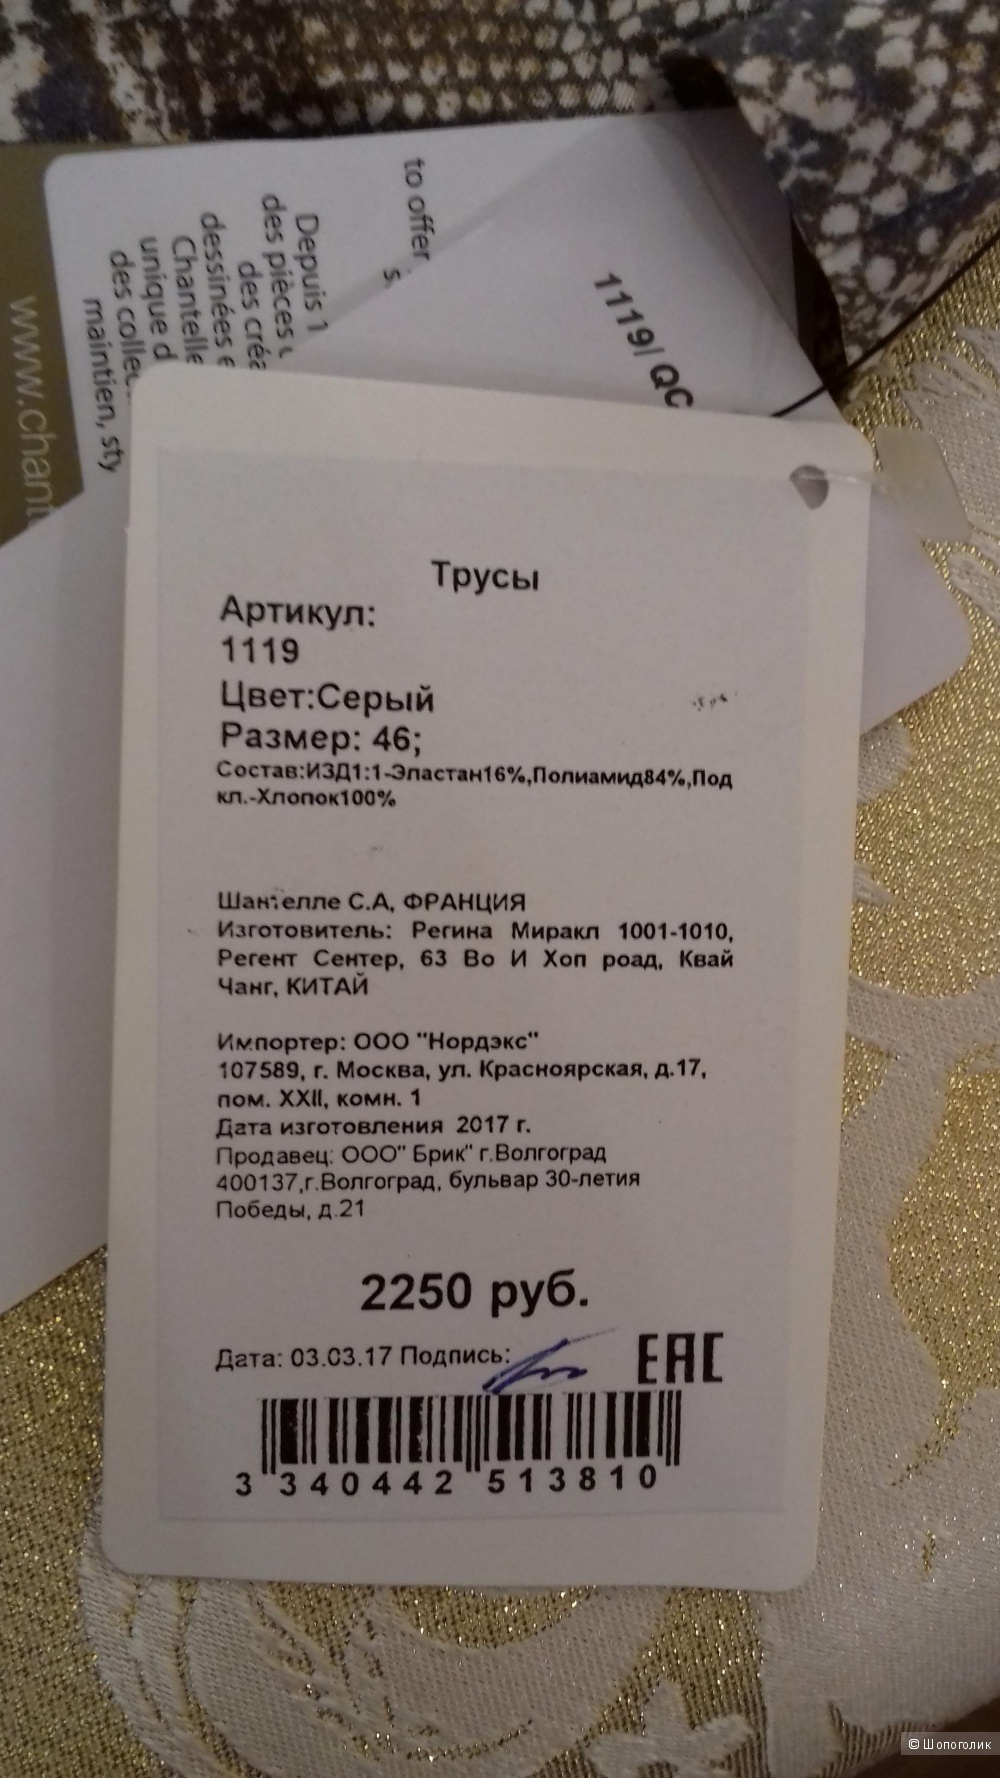 to offer
Depuis 1
des pièces
des créa
dessinées e
Chantelle
unique d
des collec
maintien, sty
www.chant
1119| QC
Трусы
Артикул:
1119
Цвет:Серый
Размер: 46;
Состав:ИЗД1:1-Эластан16%,Полиамид84%,Под
кл.-Хлопок100%
Шантелле С.А, ФРАНЦИЯ
Изготовитель: Регина Миракл 1001-1010,
Регент Сентер, 63 Во И Хоп роад, Квай
Чанг, КИТАЙ
Импортер: ООО "Нордэкс"
107589, г. Москва, ул. Красноярская, д.17,
пом. XXII, комн. 1
Дата изготовления 2017 г.
Продавец: ООО" Брик" г.Волгоград
400137,г.Волгоград, бульвар 30-летия
Победы, д.21
2250 руб.
Дата: 03.03.17 Подпись:
EAC
3 340442 513810
© Шопоголик